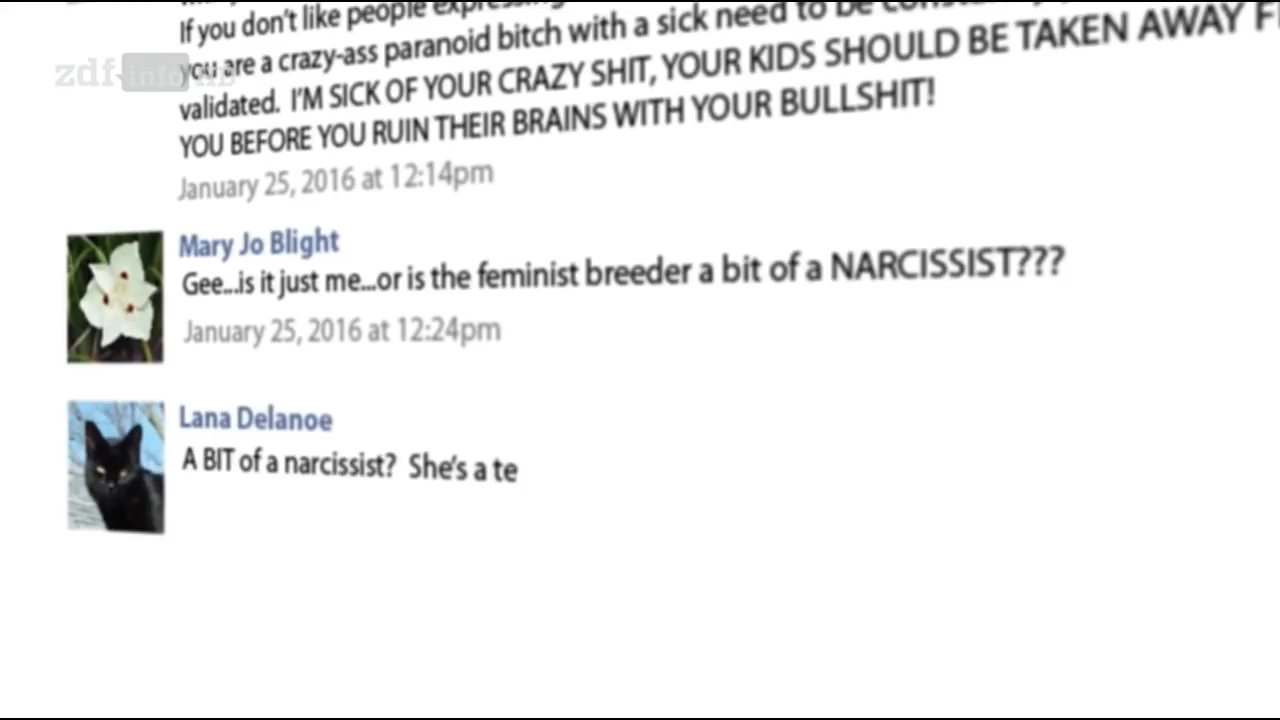 If you don't like people expressing
you are a crazy-ass paranoid bitch with a sick need to be
validated. I'M SICK OF YOUR CRAZY SHIT, YOUR KIDS SHOULD BE TAKEN AWAY F
YOU BEFORE YOU RUIN THEIR BRAINS WITH YOUR BULLSHIT!
January 25, 2016 at 12:14pm
Mary Jo Blight
Gee...is it just me...or is the feminist breeder a bit of a NARCISSIST???
January 25, 2016 at 12:24pm
Lana Delanoe
A BIT of a narcissist? She's a te
zdf info HD